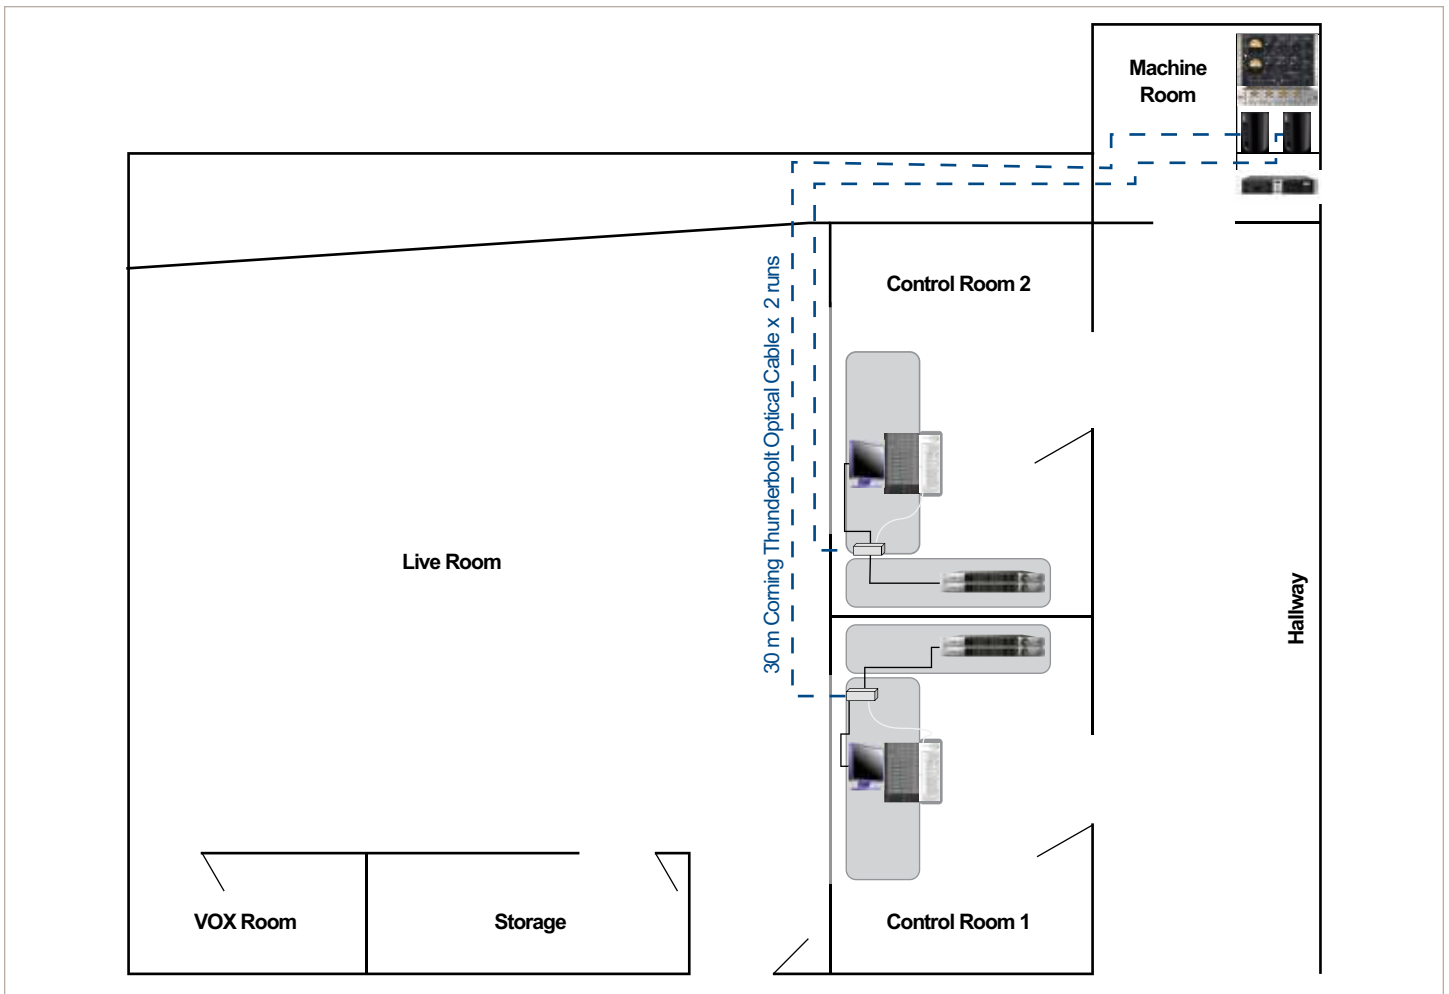 Machine
Room
Control Room 2
30 m Corning Thunderbolt Optical Cable x 2 runs
Live Room
Hallway
VOX Room
Storage
Control Room 1